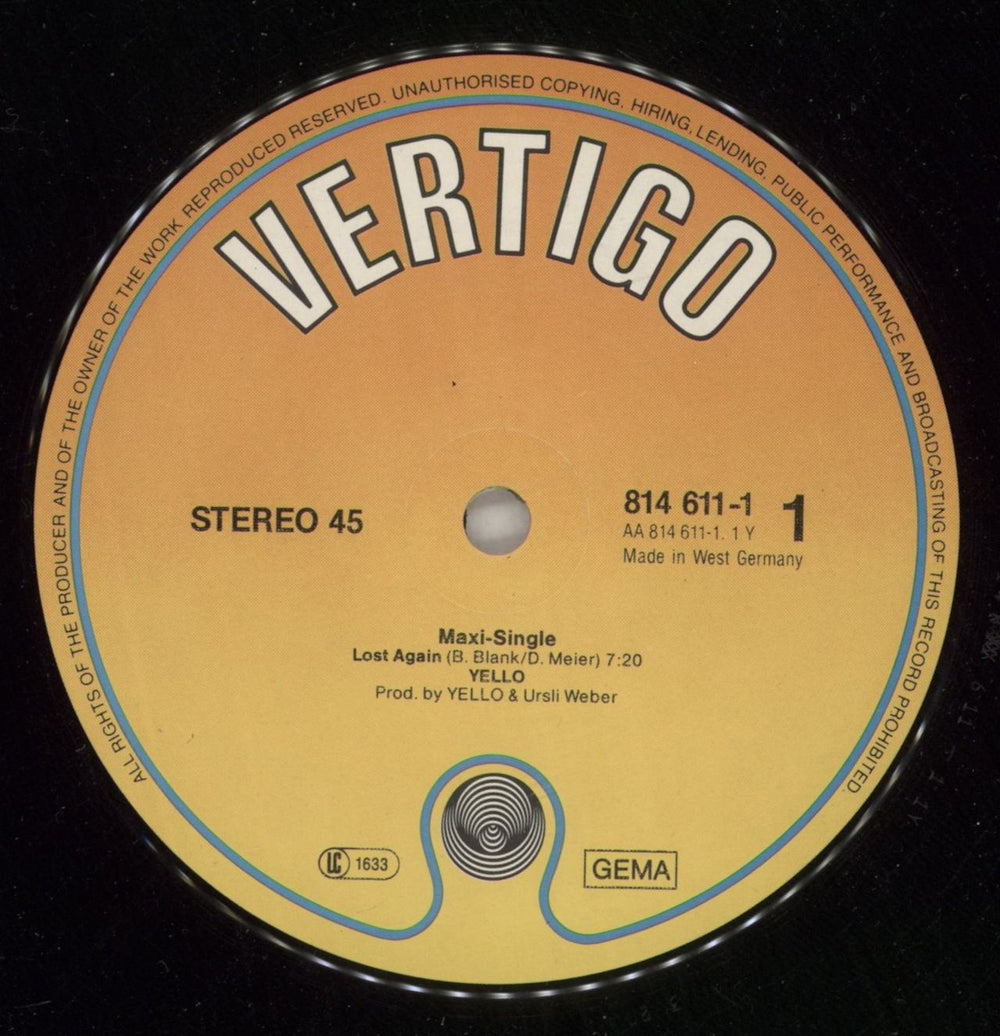 ALL RIGHTS OF THE PRODUCER AND OF THE OWNER OF THE WORK REPRODUCED RESERVED. UNAUTHORISED COPYING, HIRING, LENDING, PUBLIC PERFORMANCE AND BROADCASTING OF THIS RECORD PROHIBITED.
VERTIGO
STEREO 45
814 611-1 1
AA 814 611-1. 1 Y
Made in West Germany
Maxi-Single
Lost Again (B. Blank/D. Meier) 7:20
YELLO
Prod. by YELLO & Ursli Weber
LC 1633
GEMA